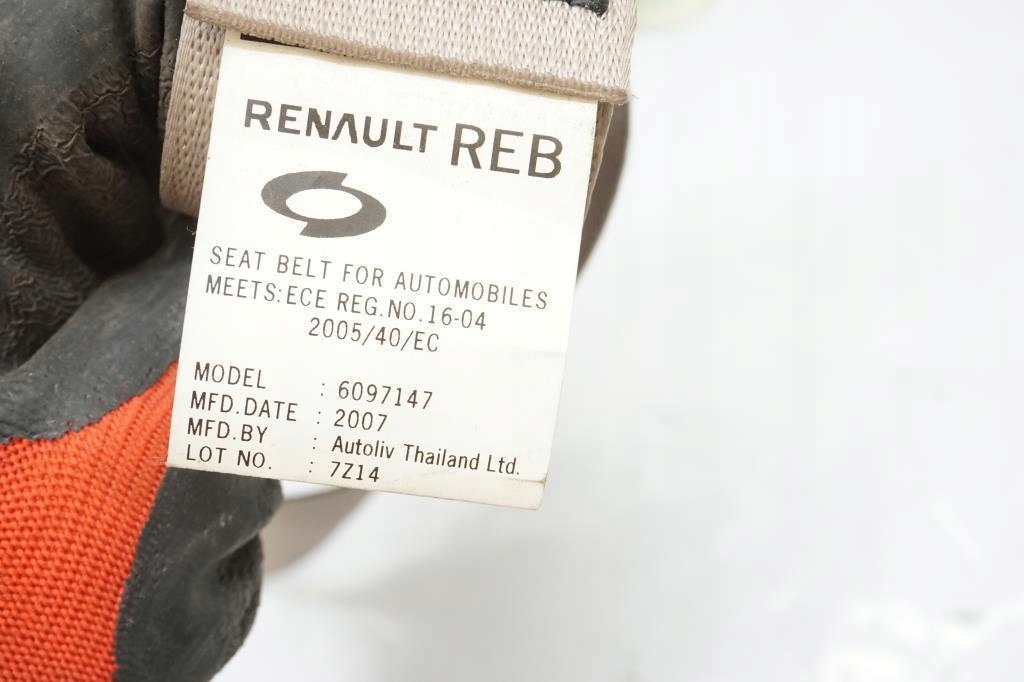 RENAULT REB
SEAT BELT FOR AUTOMOBILES
MEETS:ECE REG.NO.16-04
2005/40/EC
MODEL : 6097147
MFD.DATE : 2007
MFD.BY : Autoliv Thailand Ltd.
LOT NO. : 7Z14